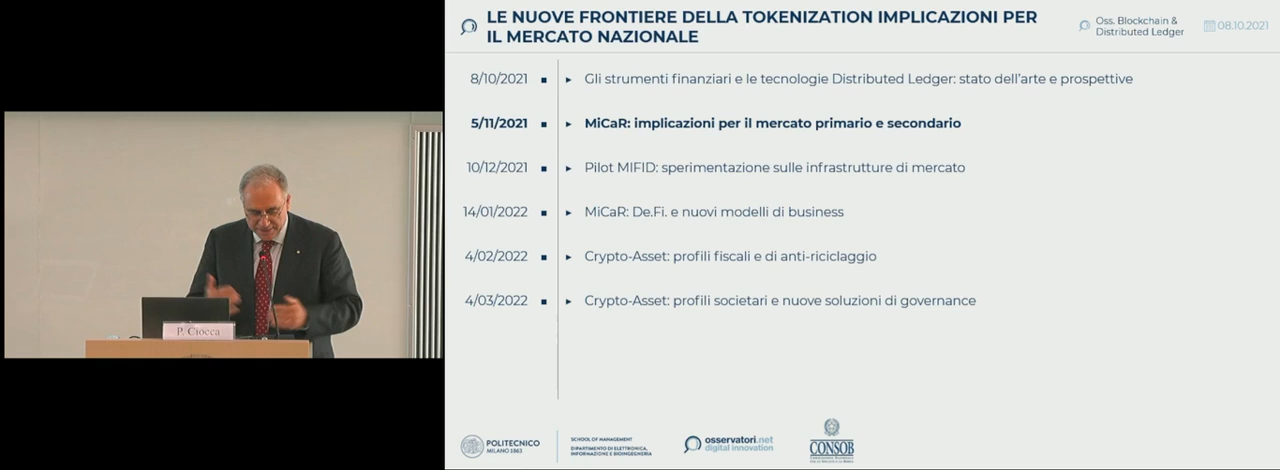 P. Ciocca
LE NUOVE FRONTIERE DELLA TOKENIZATION IMPLICAZIONI PER
IL MERCATO NAZIONALE
Oss. Blockchain &
Distributed Ledger
08.10.2021
8/10/2021 ▪ ▸ Gli strumenti finanziari e le tecnologie Distributed Ledger: stato dell'arte e prospettive
5/11/2021 ▪ ▸ MiCaR: implicazioni per il mercato primario e secondario
10/12/2021 ▪ ▸ Pilot MIFID: sperimentazione sulle infrastrutture di mercato
14/01/2022 ▪ ▸ MiCaR: De.Fi. e nuovi modelli di business
4/02/2022 ▪ ▸ Crypto-Asset: profili fiscali e di anti-riciclaggio
4/03/2022 ▪ ▸ Crypto-Asset: profili societari e nuove soluzioni di governance
POLITECNICO
MILANO 1863
SCHOOL OF MANAGEMENT
DIPARTIMENTO DI ELETTRONICA,
INFORMAZIONE E BIOINGEGNERIA
osservatori.net
digital innovation
CONSOB